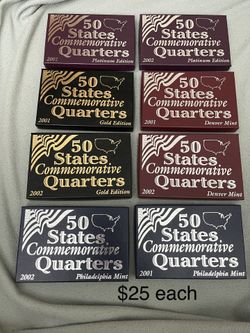 50
States
Commemorative
Quarters
2001
Platinum Edition
50
States
Commemorative
Quarters
2002
Platinum Edition
50
States
Commemorative
Quarters
2001
Gold Edition
50
States
Commemorative
Quarters
2001
Denver Mint
50
States
Commemorative
Quarters
2002
Gold Edition
50
States
Commemorative
Quarters
2002
Denver Mint
50
States
Commemorative
Quarters
2002
Philadelphia Mint
50
States
Commemorative
Quarters
2001
Philadelphia Mint
$25 each